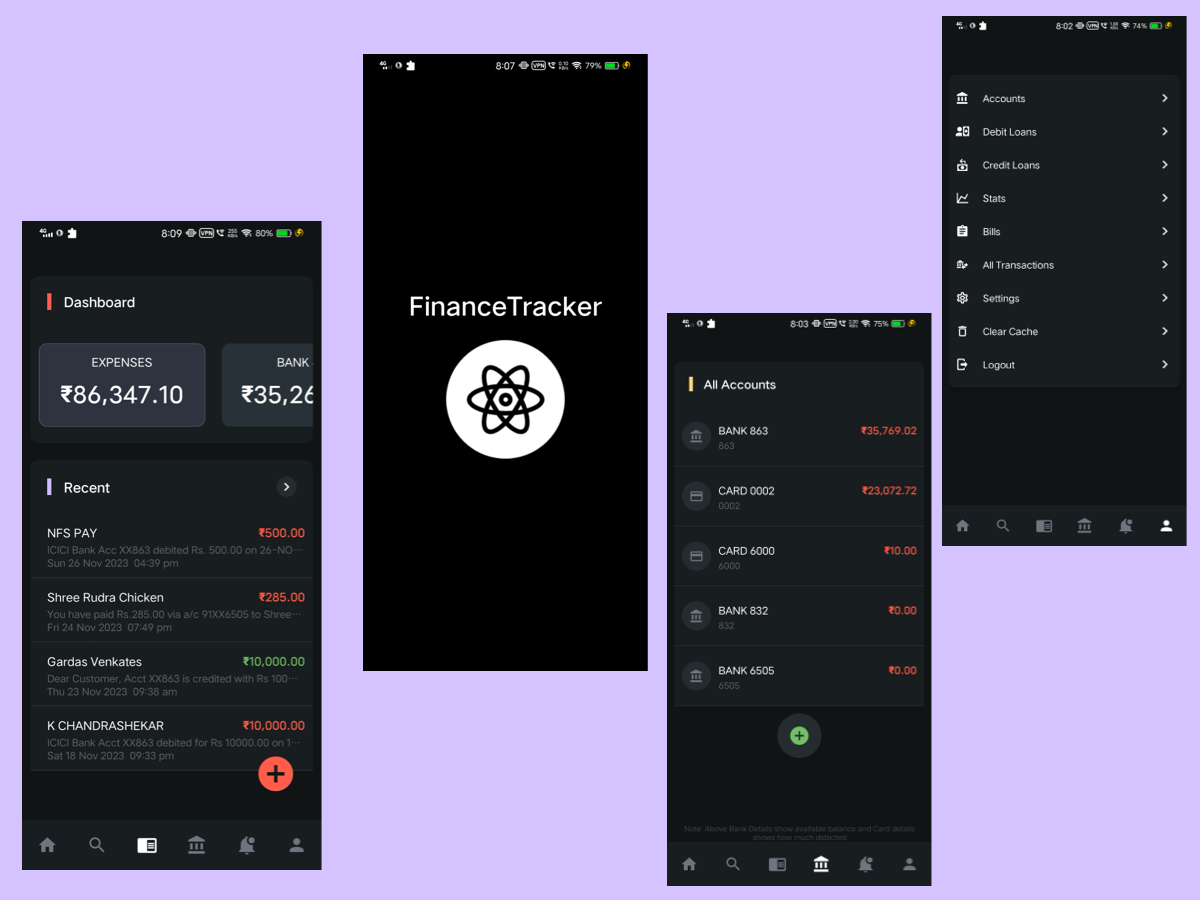 8:09 VPN 80%
Dashboard
EXPENSES
₹86,347.10
BANK
₹35,26
Recent
NFS PAY
₹500.00
ICICI Bank Acc XX863 debited Rs. 500.00 on 26-NO...
Sun 26 Nov 2023 04:39 pm
Shree Rudra Chicken
₹285.00
You have paid Rs.285.00 via a/c 91XX6505 to Shree...
Fri 24 Nov 2023 07:49 pm
Gardas Venkates
₹10,000.00
Dear Customer, Acct XX863 is credited with Rs 100...
Thu 23 Nov 2023 09:38 am
K CHANDRASHEKAR
₹10,000.00
ICICI Bank Acct XX863 debited for Rs 10000.00 on 1...
Sat 18 Nov 2023 09:33 pm
4G 8:07 VPN 79%
FinanceTracker
8:03 VPN 75%
All Accounts
BANK 863
₹35,769.02
863
CARD 0002
₹23,072.72
0002
CARD 6000
₹10.00
6000
BANK 832
₹0.00
832
BANK 6505
₹0.00
6505
Note: Above Bank Details show available balance and Card details
shows how much debicted
8:02 VPN 74%
Accounts
Debit Loans
Credit Loans
Stats
Bills
All Transactions
Settings
Clear Cache
Logout